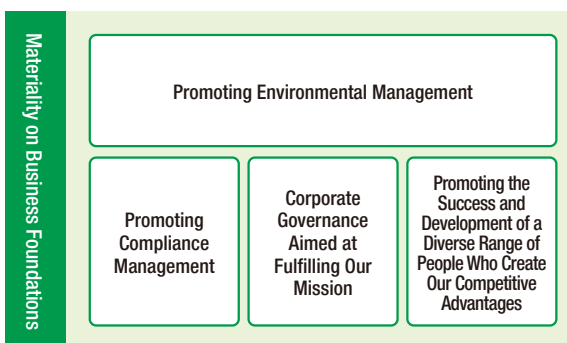 Materiality on Business Foundations
Promoting Environmental Management
Promoting
Compliance
Management
Corporate
Governance
Aimed at
Fulfilling Our
Mission
Promoting the
Success and
Development of a
Diverse Range of
People Who Create
Our Competitive
Advantages